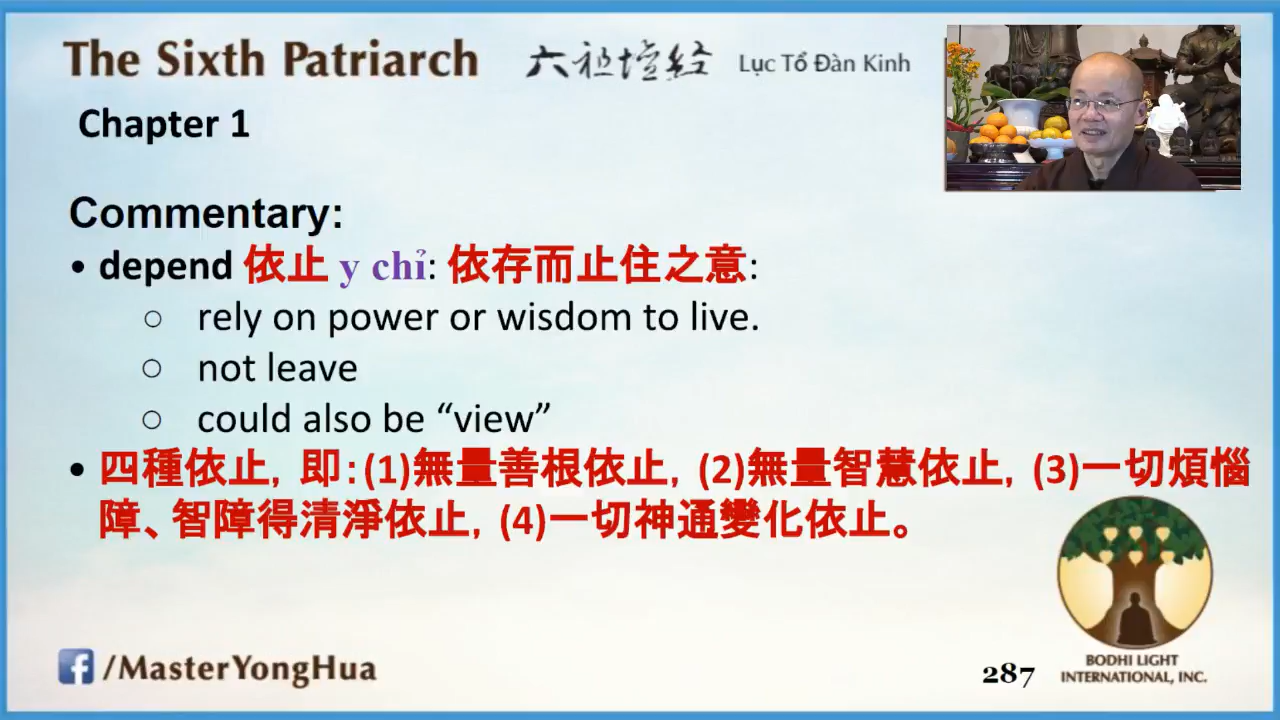 The Sixth Patriarch 六祖壇経 Lục Tổ Đàn Kinh
Chapter 1
Commentary:
• depend 依止 y chỉ: 依存而止住之意:
○ rely on power or wisdom to live.
○ not leave
○ could also be “view”
• 四種依止, 即:(1)無量善根依止, (2)無量智慧依止, (3)一切煩惱
障、智障得清淨依止, (4)一切神通變化依止。
f/MasterYongHua
287
BODHI LIGHT
INTERNATIONAL, INC.